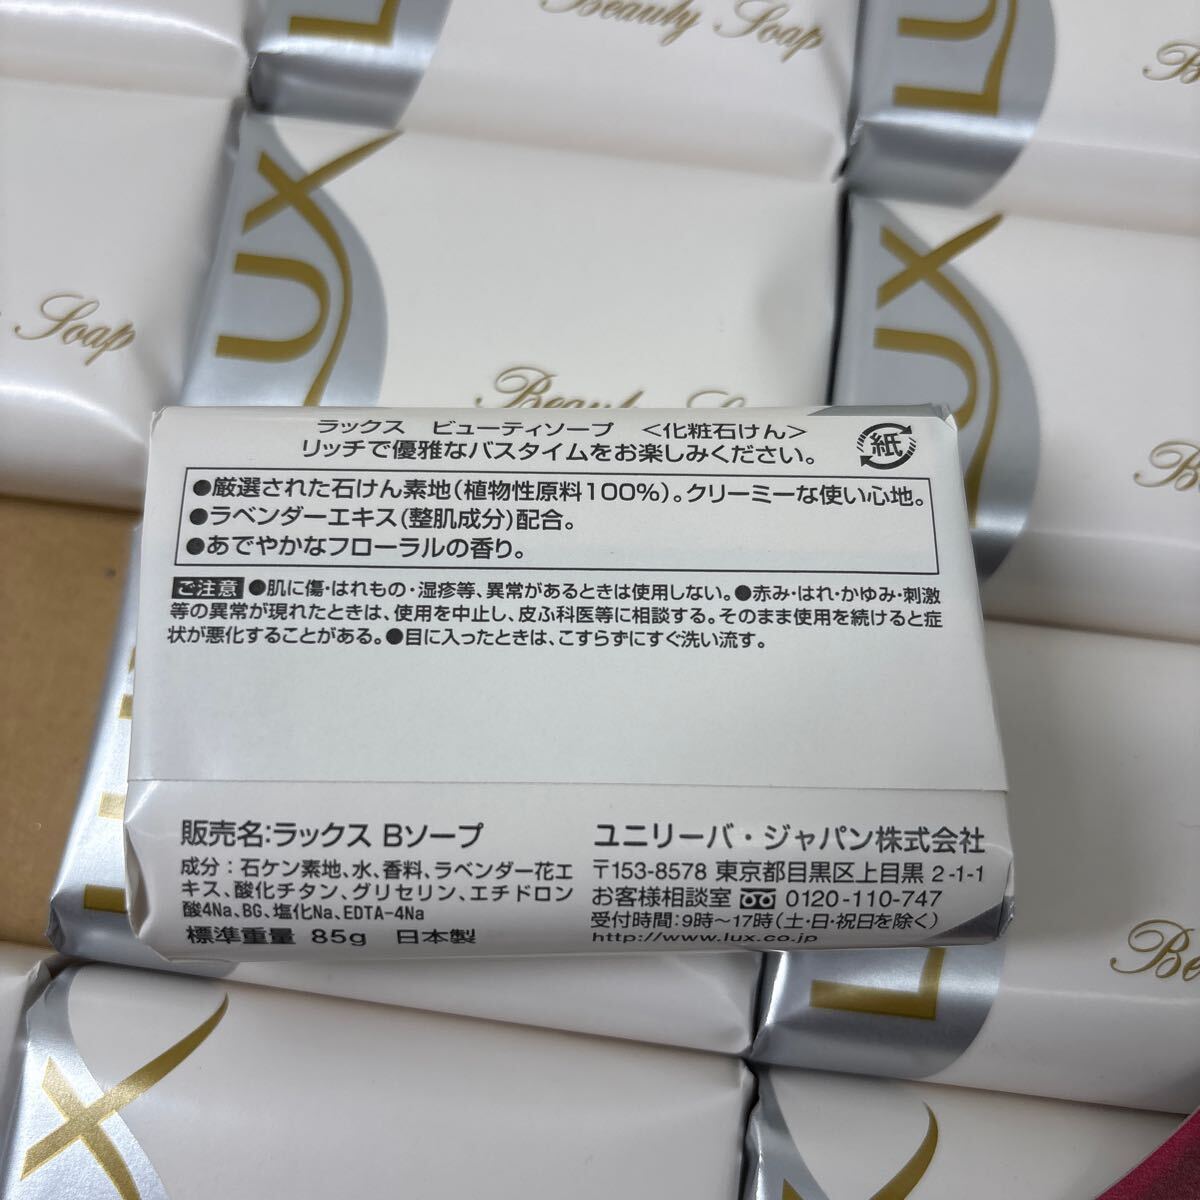 Beauty Soap
LUX
LU
Be
UX
Soap
UX
Beauty
Be
ラックス ビューティソープ <化粧石けん>
リッチで優雅なバスタイムをお楽しみください。
紙
●厳選された石けん素地(植物性原料100%)。クリーミーな使い心地。
●ラベンダーエキス(整肌成分)配合。
●あでやかなフローラルの香り。
ご注意 ●肌に傷・はれもの・湿疹等、異常があるときは使用しない。●赤み・はれ・かゆみ・刺激
等の異常が現れたときは、使用を中止し、皮ふ科医等に相談する。そのまま使用を続けると症
状が悪化することがある。●目に入ったときは、こすらずにすぐ洗い流す。
販売名:ラックス Bソープ
成分:石ケン素地、水、香料、ラベンダー花エ
キス、酸化チタン、グリセリン、エチドロン
酸4Na、BG、塩化Na、EDTA-4Na
標準重量 85g 日本製
ユニリーバ・ジャパン株式会社
〒153-8578 東京都目黒区上目黒 2-1-1
お客様相談室 0120-110-747
受付時間:9時~17時(土・日・祝日を除く)
http://www.lux.co.jp
Be
X